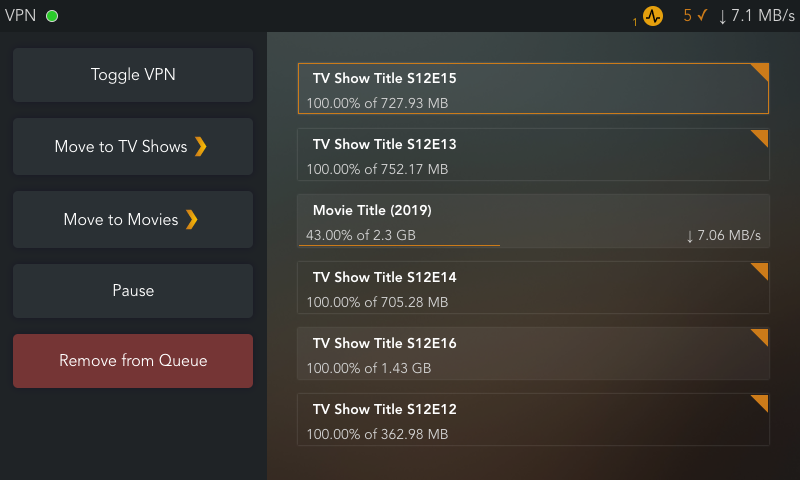 VPN
1
5 ✓
↓ 7.1 MB/s
Toggle VPN
Move to TV Shows ❯
Move to Movies ❯
Pause
Remove from Queue
TV Show Title S12E15
100.00% of 727.93 MB
TV Show Title S12E13
100.00% of 752.17 MB
Movie Title (2019)
43.00% of 2.3 GB ↓ 7.06 MB/s
TV Show Title S12E14
100.00% of 705.28 MB
TV Show Title S12E16
100.00% of 1.43 GB
TV Show Title S12E12
100.00% of 362.98 MB